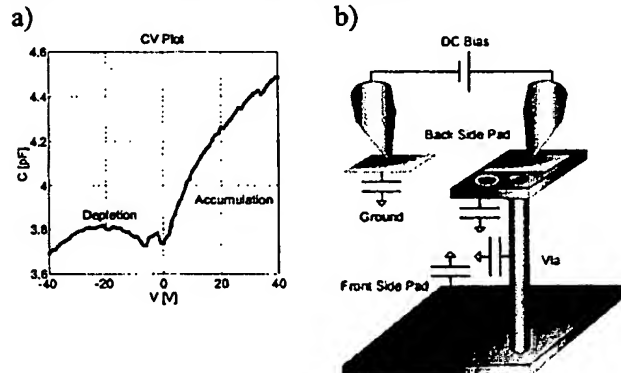 a)
CV Plot
C [pF]
4.6
4.4
4.2
4
3.8
3.6
Depletion
Accumulation
-40
-20
0
20
40
V [V]
b)
DC Bias
Back Side Pad
Ground
Via
Front Side Pad